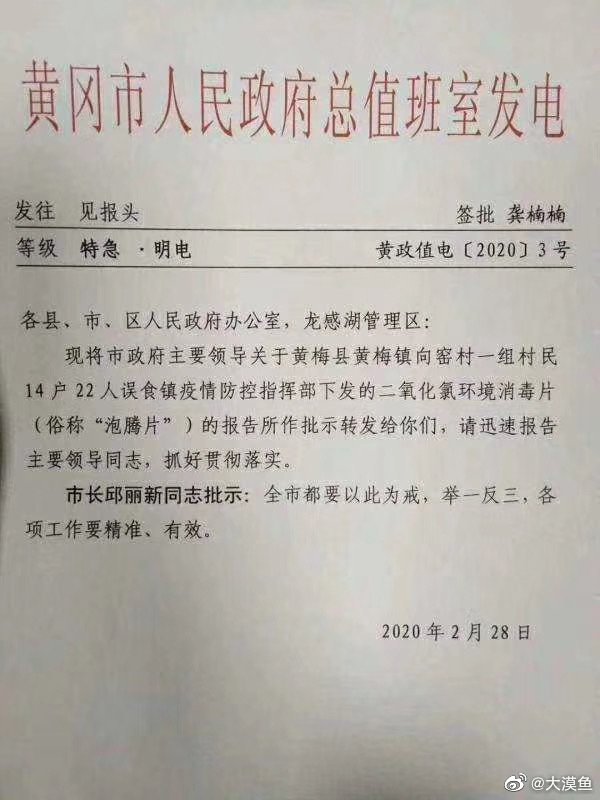 黄冈市人民政府总值班室发电
发往 见报头 签批 龚楠楠
等级 特急 ·明电 黄政值电〔2020〕3号
各县、市、区人民政府办公室，龙感湖管理区：
现将市政府主要领导关于黄梅县黄梅镇向窑村一组村民
14户22人误食镇疫情防控指挥部下发的二氧化氯环境消毒片
（俗称“泡腾片”）的报告所作批示转发给你们，请迅速报告
主要领导同志，抓好贯彻落实。
市长邱丽新同志批示：全市都要以此为戒，举一反三，各
项工作要精准、有效。
2020年2月28日
@大漠鱼